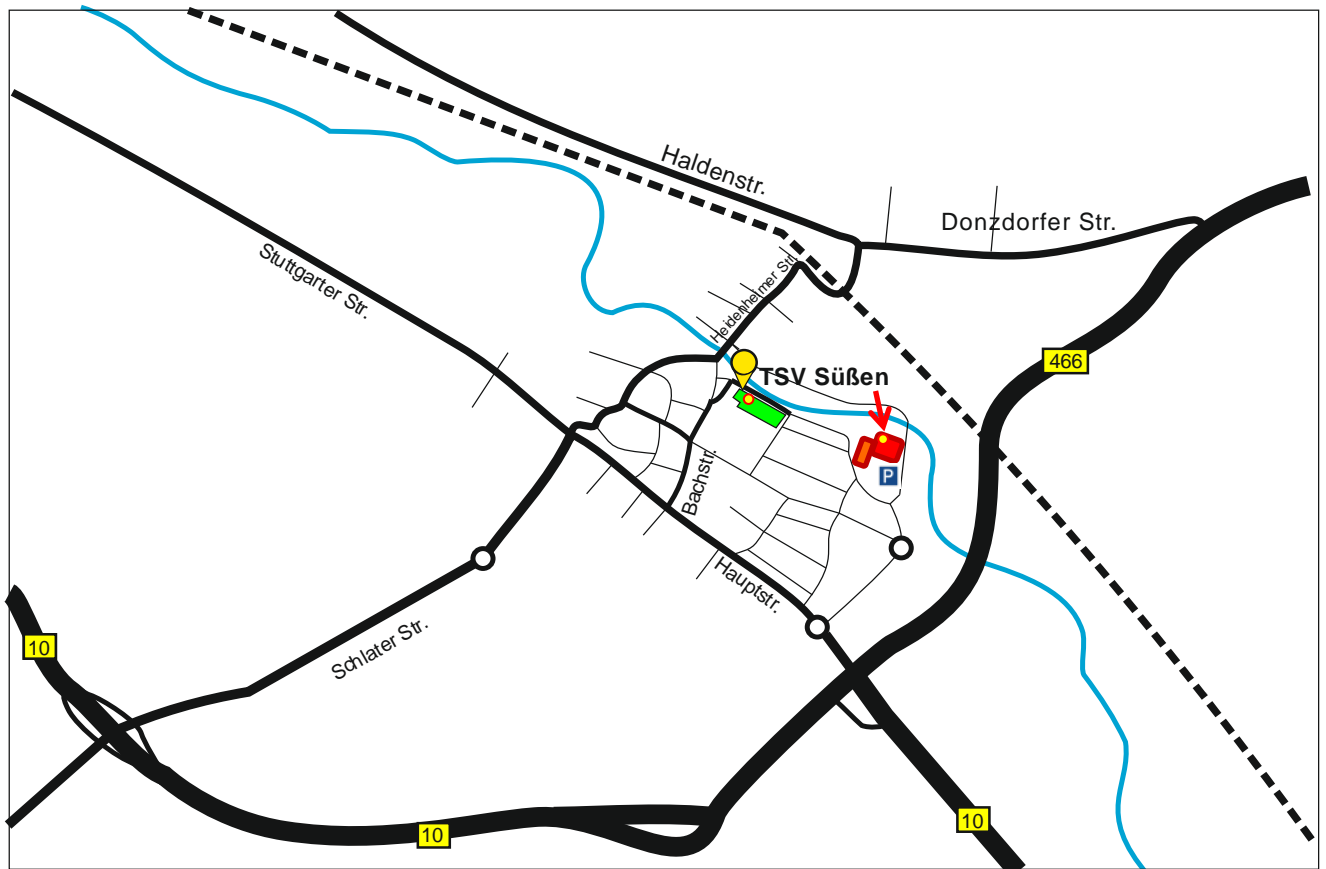 Haldenstr.
Donzdorfer Str.
Stuttgarter Str.
Heidenheimer Str.
466
TSV Süßen
P
Bachstr.
Hauptstr.
Schlater Str.
10
10
10